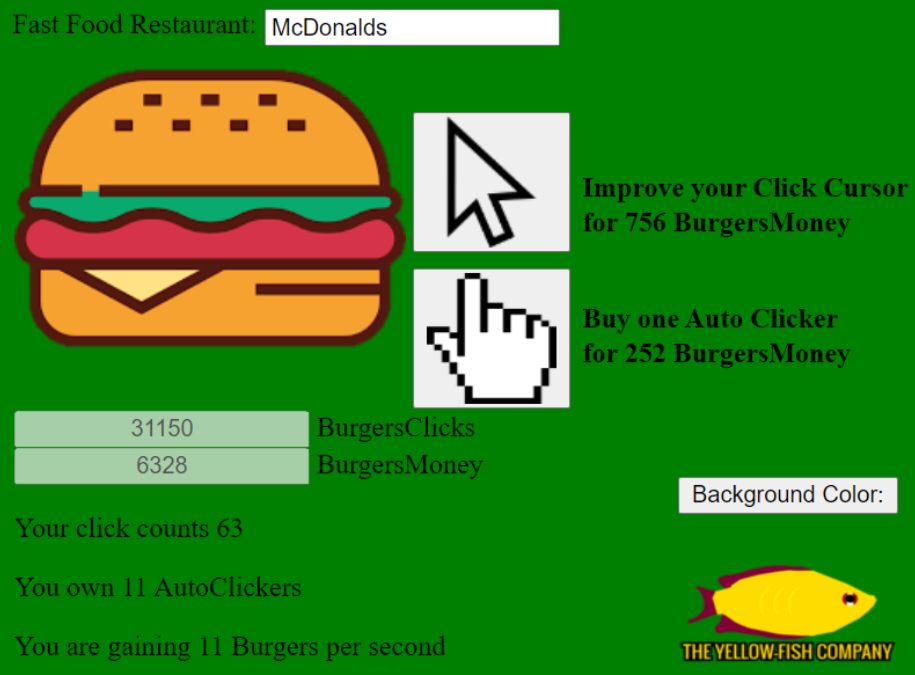 Fast Food Restaurant: McDonalds
Improve your Click Cursor
for 756 BurgersMoney
Buy one Auto Clicker
for 252 BurgersMoney
31150 BurgersClicks
6328 BurgersMoney
Background Color:
Your click counts 63
You own 11 AutoClickers
You are gaining 11 Burgers per second
THE YELLOW-FISH COMPANY